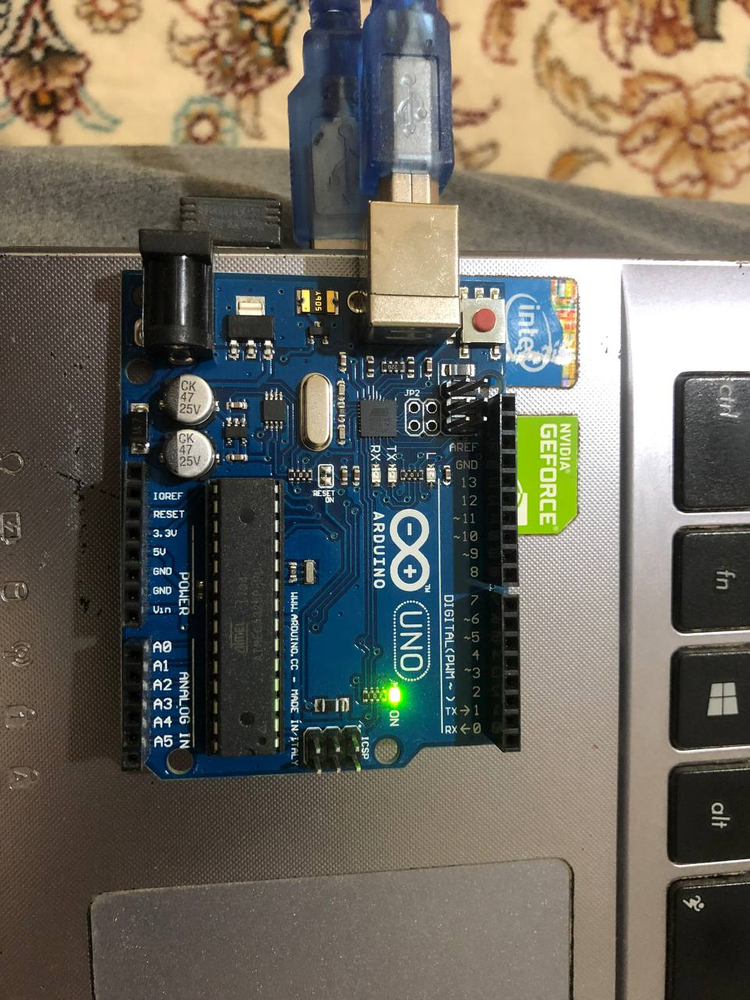 506Y
intel
CK
47
25V
CK
47
25V
JP2
RX
TX
L
RESET
ON
AREF
GND
13
12
~11
~10
~9
8
7
~6
~5
4
~3
2
TX→1
RX←0
DIGITAL(PWM ~)
IOREF
RESET
3.3V
5V
GND
GND
Vin
POWER
A0
A1
A2
A3
A4
A5
ANALOG IN
ARDUINO
TM
UNO
WWW.ARDUINO.CC - MADE IN ITALY
ATMEL
ON
ICSP
NVIDIA®
GEFORCE®
ctrl
fn
alt